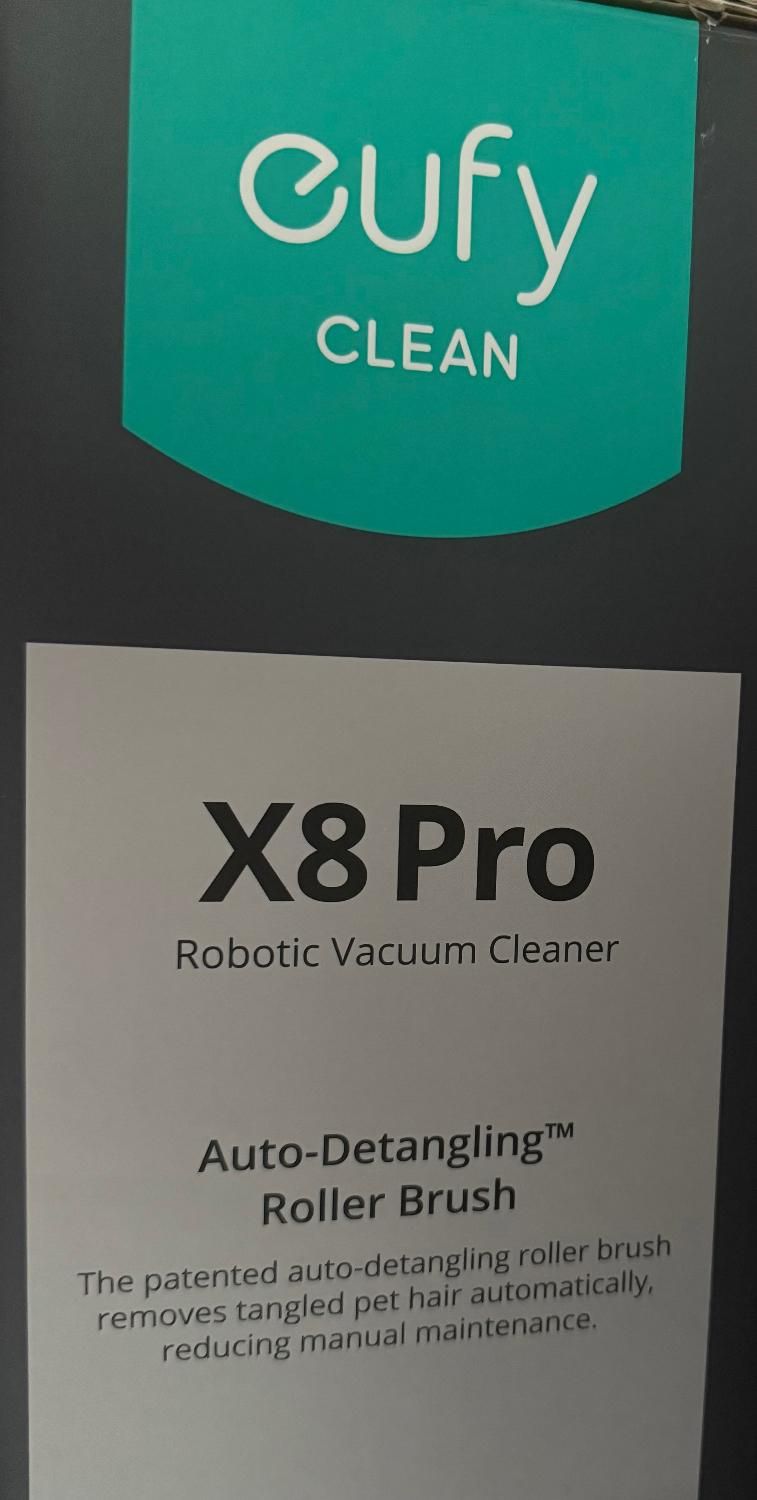 eufy
CLEAN
X8 Pro
Robotic Vacuum Cleaner
Auto-Detangling™
Roller Brush
The patented auto-detangling roller brush
removes tangled pet hair automatically,
reducing manual maintenance.